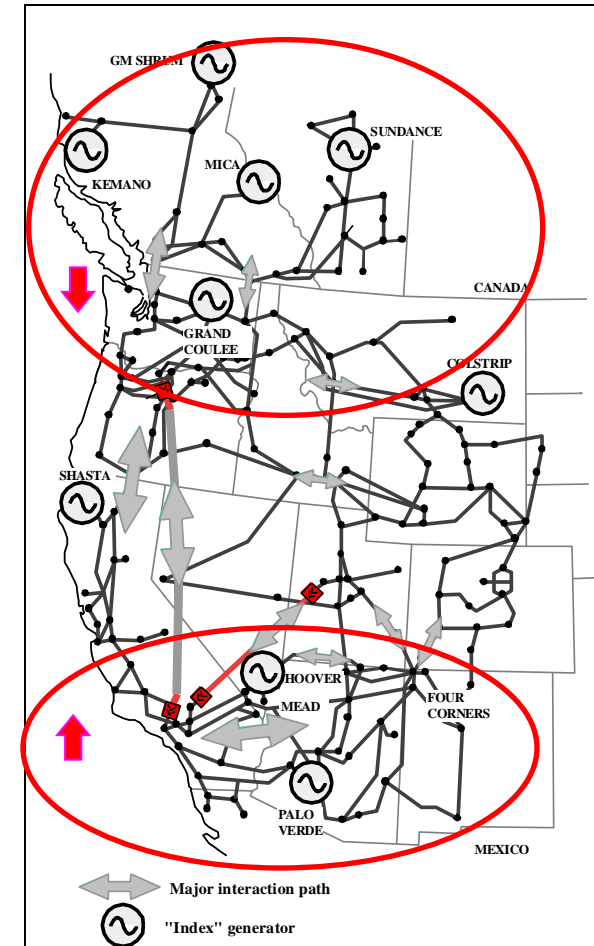 GM SHRUM
SUNDANCE
MICA
KEMANO
CANADA
GRAND
COULEE
COLSTRIP
SHASTA
HOOVER
MEAD
FOUR
CORNERS
PALO
VERDE
MEXICO
Major interaction path
"Index" generator